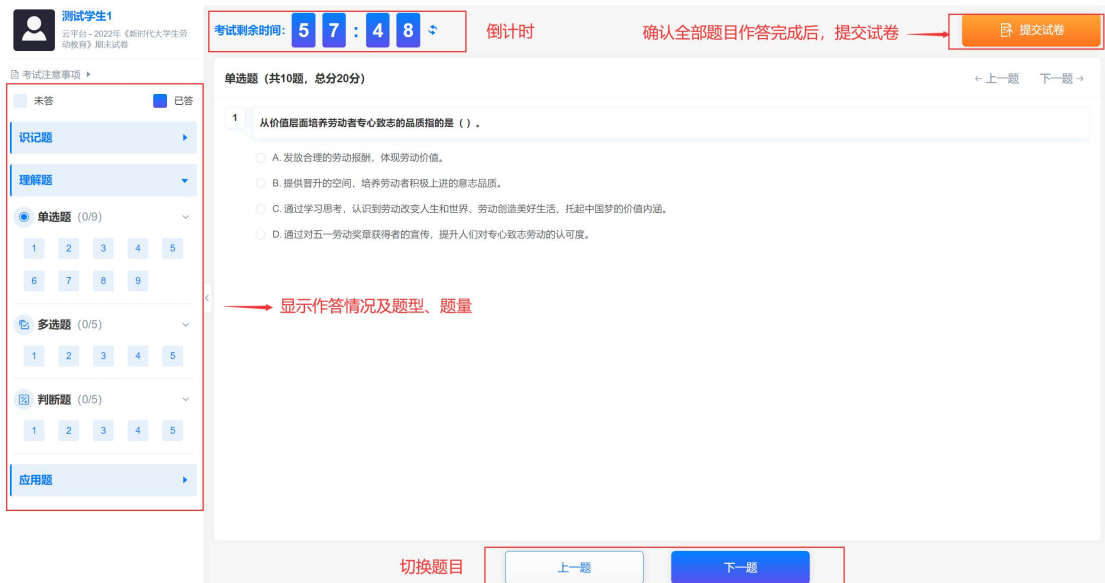 测试学生1
云平台 - 2022年《新时代大学生劳
动教育》期末试卷
考试剩余时间: 5 7 : 4 8
倒计时
确认全部题目作答完成后，提交试卷
提交试卷
考试注意事项
未答
已答
识记题
理解题
单选题 (0/9)
1 2 3 4 5
6 7 8 9
多选题 (0/5)
1 2 3 4 5
判断题 (0/5)
1 2 3 4 5
应用题
单选题（共10题，总分20分）
←上一题 下一题→
1 从价值层面培养劳动者专心致志的品质指的是（ ）。
A. 发放合理的劳动报酬，体现劳动价值。
B. 提供晋升的空间，培养劳动者积极上进的意志品质。
C. 通过学习思考，认识到劳动改变人生和世界、劳动创造美好生活、托起中国梦的价值内涵。
D. 通过对五一劳动奖章获得者的宣传，提升人们对专心致志劳动的认可度。
显示作答情况及题型、题量
切换题目
上一题
下一题